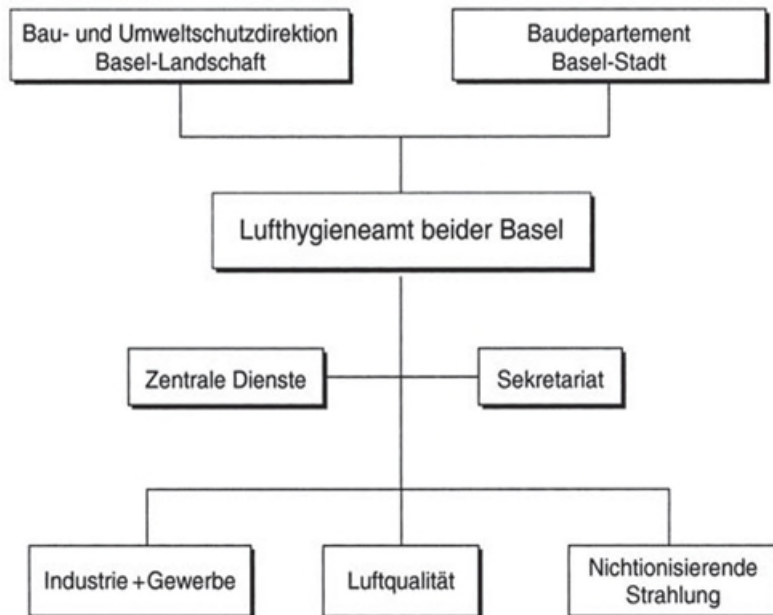 Bau- und Umweltschutzdirektion
Basel-Landschaft
Baudepartement
Basel-Stadt
Lufthygieneamt beider Basel
Zentrale Dienste
Sekretariat
Industrie+Gewerbe
Luftqualität
Nichtionisierende
Strahlung